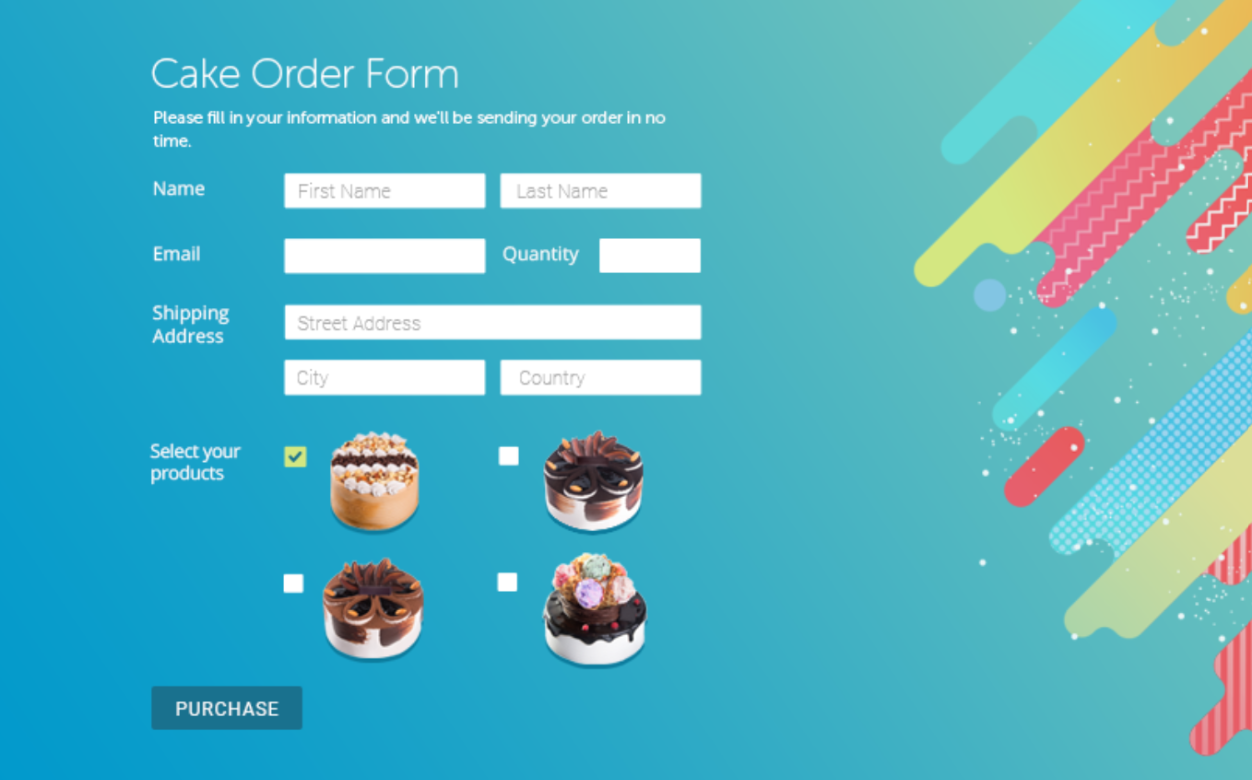 Cake Order Form
Please fill in your information and we'll be sending your order in no
time.
Name
First Name
Last Name
Email
Quantity
Shipping
Address
Street Address
City
Country
Select your
products
PURCHASE